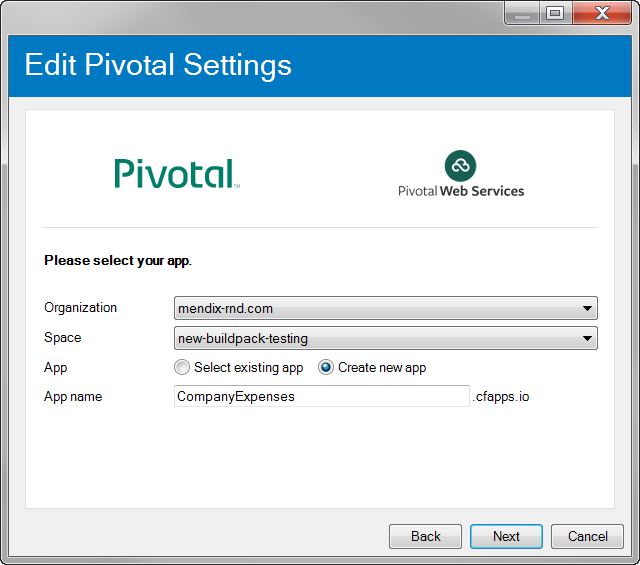 Edit Pivotal Settings
Pivotal™
Pivotal Web Services
Please select your app.
Organization mendix-rnd.com
Space new-buildpack-testing
App Select existing app Create new app
App name CompanyExpenses .cfapps.io
Back Next Cancel